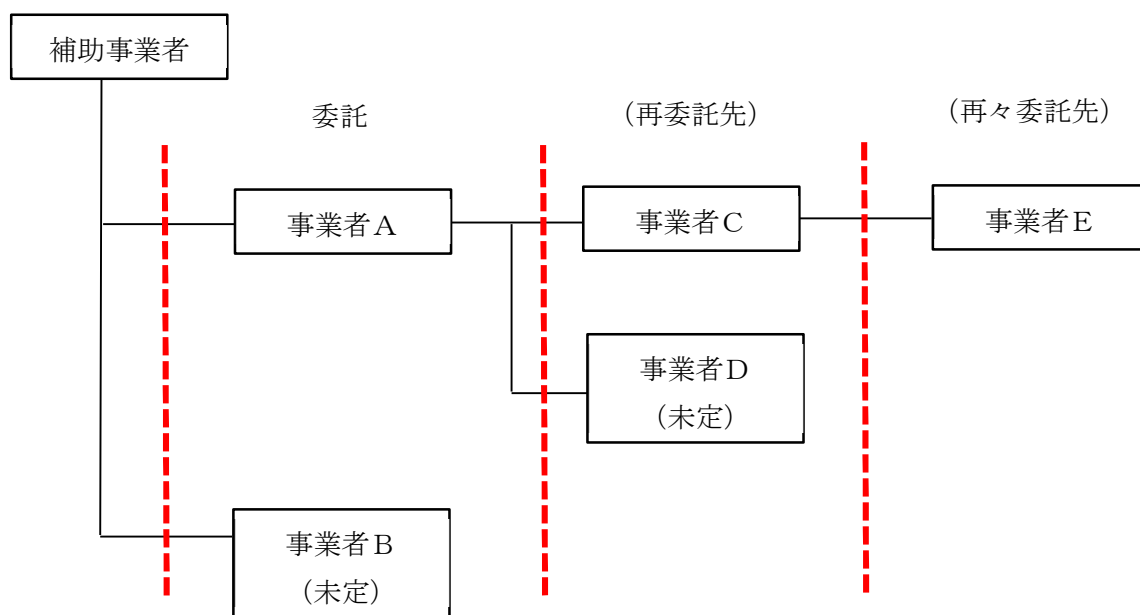 補助事業者
委託
（再委託先）
（再々委託先）
事業者Ａ
事業者Ｃ
事業者Ｅ
事業者Ｄ
（未定）
事業者Ｂ
（未定）